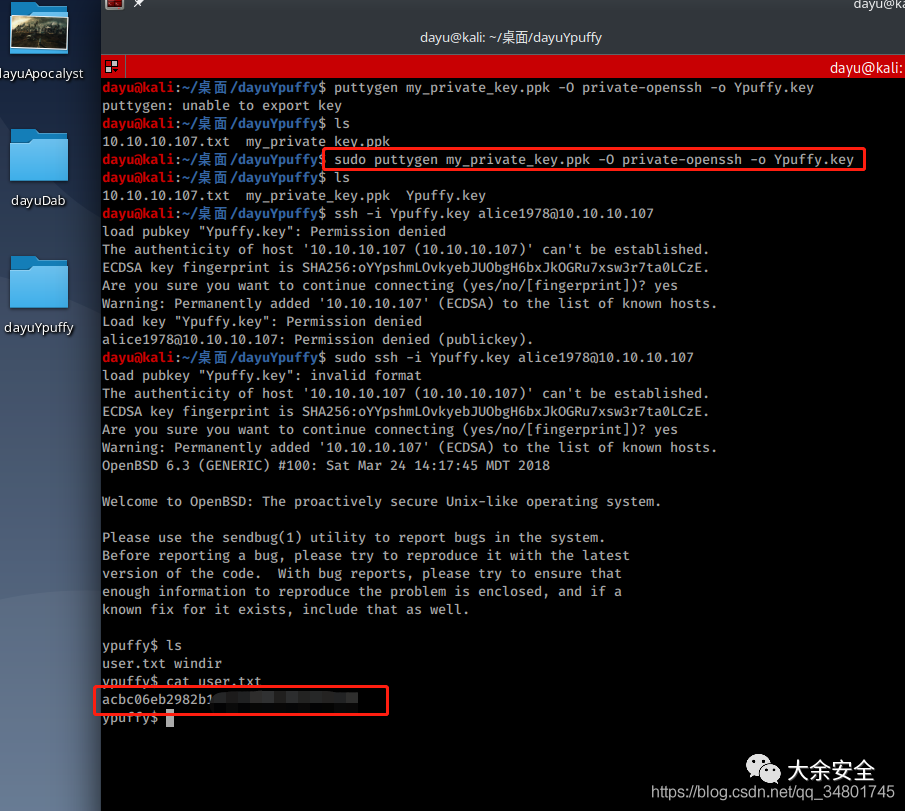 dayu@ka
dayu@kali: ~/桌面/dayuYpuffy
dayu@kali:
layuApocalyst
dayuDab
dayuYpuffy
dayu@kali:~/桌面/dayuYpuffy$ puttygen my_private_key.ppk -O private-openssh -o Ypuffy.key
puttygen: unable to export key
dayu@kali:~/桌面/dayuYpuffy$ ls
10.10.10.107.txt  my_private_key.ppk
dayu@kali:~/桌面/dayuYpuffy$ sudo puttygen my_private_key.ppk -O private-openssh -o Ypuffy.key
dayu@kali:~/桌面/dayuYpuffy$ ls
10.10.10.107.txt  my_private_key.ppk  Ypuffy.key
dayu@kali:~/桌面/dayuYpuffy$ ssh -i Ypuffy.key alice1978@10.10.10.107
load pubkey "Ypuffy.key": Permission denied
The authenticity of host '10.10.10.107 (10.10.10.107)' can't be established.
ECDSA key fingerprint is SHA256:oYYpshmLOvkyebJUObgH6bxJkOGRu7xsw3r7ta0LCzE.
Are you sure you want to continue connecting (yes/no/[fingerprint])? yes
Warning: Permanently added '10.10.10.107' (ECDSA) to the list of known hosts.
Load key "Ypuffy.key": Permission denied
alice1978@10.10.10.107: Permission denied (publickey).
dayu@kali:~/桌面/dayuYpuffy$ sudo ssh -i Ypuffy.key alice1978@10.10.10.107
load pubkey "Ypuffy.key": invalid format
The authenticity of host '10.10.10.107 (10.10.10.107)' can't be established.
ECDSA key fingerprint is SHA256:oYYpshmLOvkyebJUObgH6bxJkOGRu7xsw3r7ta0LCzE.
Are you sure you want to continue connecting (yes/no/[fingerprint])? yes
Warning: Permanently added '10.10.10.107' (ECDSA) to the list of known hosts.
OpenBSD 6.3 (GENERIC) #100: Sat Mar 24 14:17:45 MDT 2018
Welcome to OpenBSD: The proactively secure Unix-like operating system.
Please use the sendbug(1) utility to report bugs in the system.
Before reporting a bug, please try to reproduce it with the latest
version of the code.  With bug reports, please try to ensure that
enough information to reproduce the problem is enclosed, and if a
known fix for it exists, include that as well.
ypuffy$ ls
user.txt windir
ypuffy$ cat user.txt
acbc06eb2982b1
ypuffy$
大余安全
https://blog.csdn.net/qq_34801745